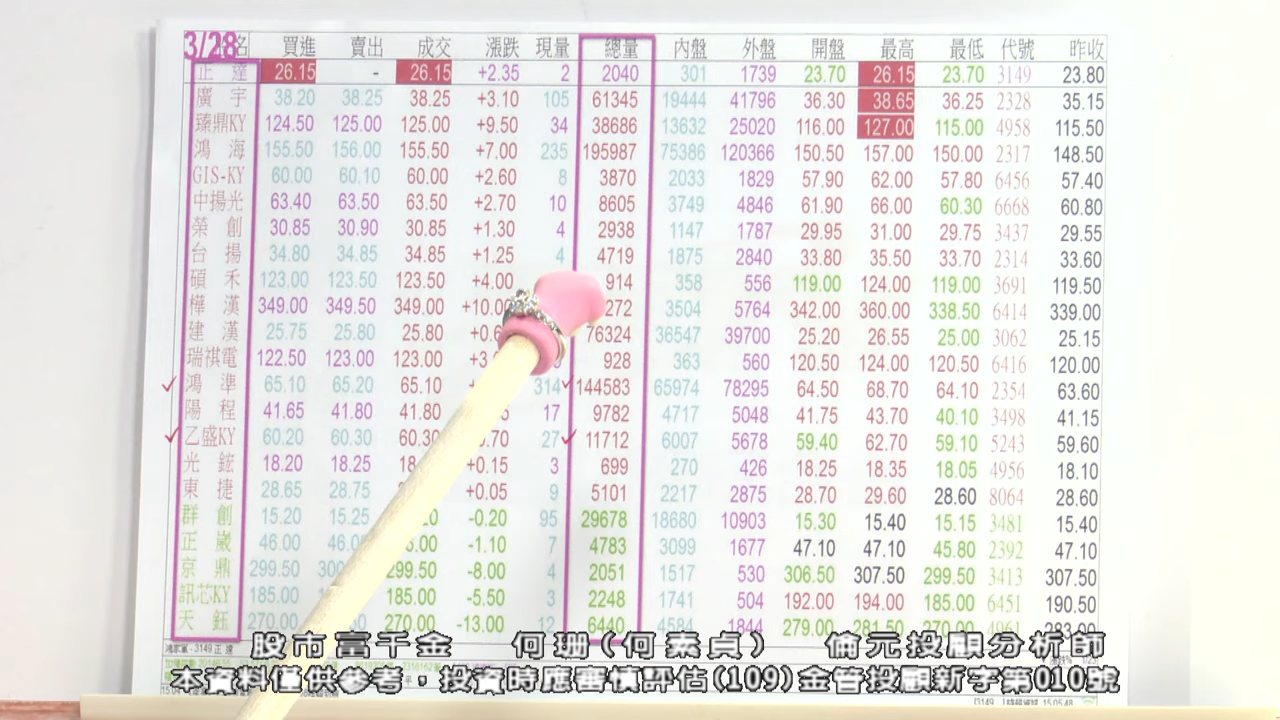 3/28 名 買進 賣出 成交 漲跌 現量 總量 內盤 外盤 開盤 最高 最低 代號 昨收
正達 26.15 - 26.15 +2.35 2 2040 301 1739 23.70 26.15 23.70 3149 23.80
廣宇 38.20 38.25 38.25 +3.10 105 61345 19444 41796 36.30 38.65 36.25 2328 35.15
臻鼎KY 124.50 125.00 125.00 +9.50 34 38686 13632 25020 116.00 127.00 115.00 4958 115.50
鴻海 155.50 156.00 155.50 +7.00 235 195987 75386 120366 150.50 157.00 150.00 2317 148.50
GIS-KY 60.00 60.10 60.00 +2.60 8 3870 2033 1829 57.90 62.00 57.80 6456 57.40
中揚光 63.40 63.50 63.50 +2.70 10 8605 3749 4846 61.90 66.00 60.30 6668 60.80
榮創 30.85 30.90 30.85 +1.30 4 2938 1147 1787 29.95 31.00 29.75 3437 29.55
台揚 34.80 34.85 34.85 +1.25 4 4719 1875 2840 33.80 35.50 33.70 2314 33.60
碩禾 123.00 123.50 123.50 +4.00 914 358 556 119.00 124.00 119.00 3691 119.50
樺漢 349.00 349.50 349.00 +10.00 272 3504 5764 342.00 360.00 338.50 6414 339.00
建漢 25.75 25.80 25.80 +0.6 76324 36547 39700 25.20 26.55 25.00 3062 25.15
瑞祺電 122.50 123.00 123.00 +3. 928 363 560 120.50 124.00 120.50 6416 120.00
鴻準 65.10 65.20 65.10 314 144583 65974 78295 64.50 68.70 64.10 2354 63.60
陽程 41.65 41.80 41.80 17 9782 4717 5048 41.75 43.70 40.10 3498 41.15
乙盛KY 60.20 60.30 60.30 .70 27 11712 6007 5678 59.40 62.70 59.10 5243 59.60
光鋐 18.20 18.25 18. +0.15 3 699 270 426 18.25 18.35 18.05 4956 18.10
東捷 28.65 28.75 28. +0.05 9 5101 2217 2875 28.70 29.60 28.60 8064 28.60
群創 15.20 15.25 .20 -0.20 95 29678 18680 10903 15.30 15.40 15.15 3481 15.40
正崴 46.00 46.0 .00 -1.10 7 4783 3099 1677 47.10 47.10 45.80 2392 47.10
京鼎 299.50 300 299.50 -8.00 4 2051 1517 530 306.50 307.50 299.50 3413 307.50
訊芯KY 185.00 185.00 -5.50 3 2248 1741 504 192.00 194.00 185.00 6451 190.50
天鈺 270.00 270.00 -13.00 12 6440 4584 1844 279.00 281.50 270.00 4961 283.00
股市富千金 何珊(何素貞) 倫元投顧分析師
本資料僅供參考，投資時應審慎評估(109)金管投顧新字第010號